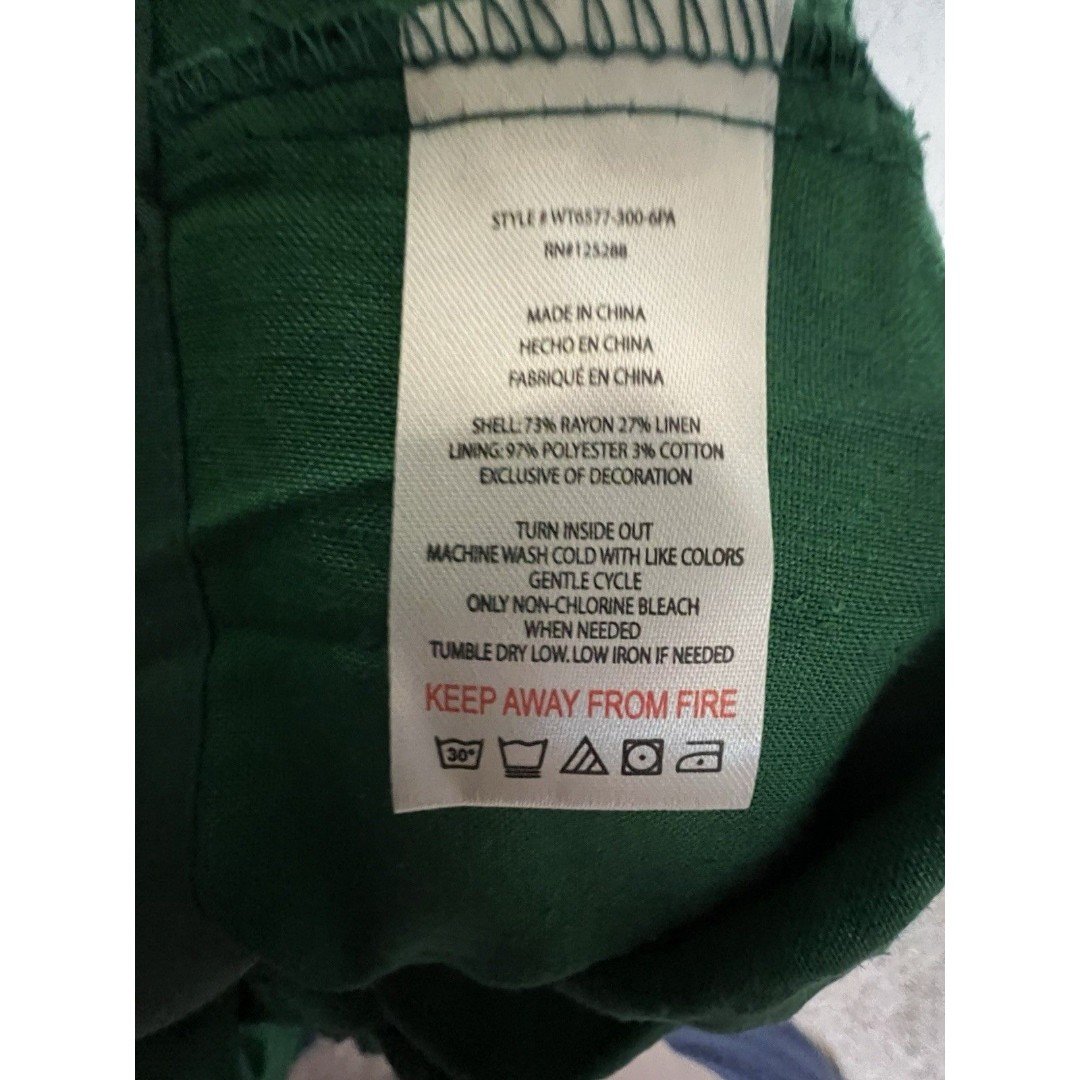 STYLE # WT6577-300-6PA
RN#125288
MADE IN CHINA
HECHO EN CHINA
FABRIQUÉ EN CHINA
SHELL: 73% RAYON 27% LINEN
LINING: 97% POLYESTER 3% COTTON
EXCLUSIVE OF DECORATION
TURN INSIDE OUT
MACHINE WASH COLD WITH LIKE COLORS
GENTLE CYCLE
ONLY NON-CHLORINE BLEACH
WHEN NEEDED
TUMBLE DRY LOW. LOW IRON IF NEEDED
KEEP AWAY FROM FIRE
30°